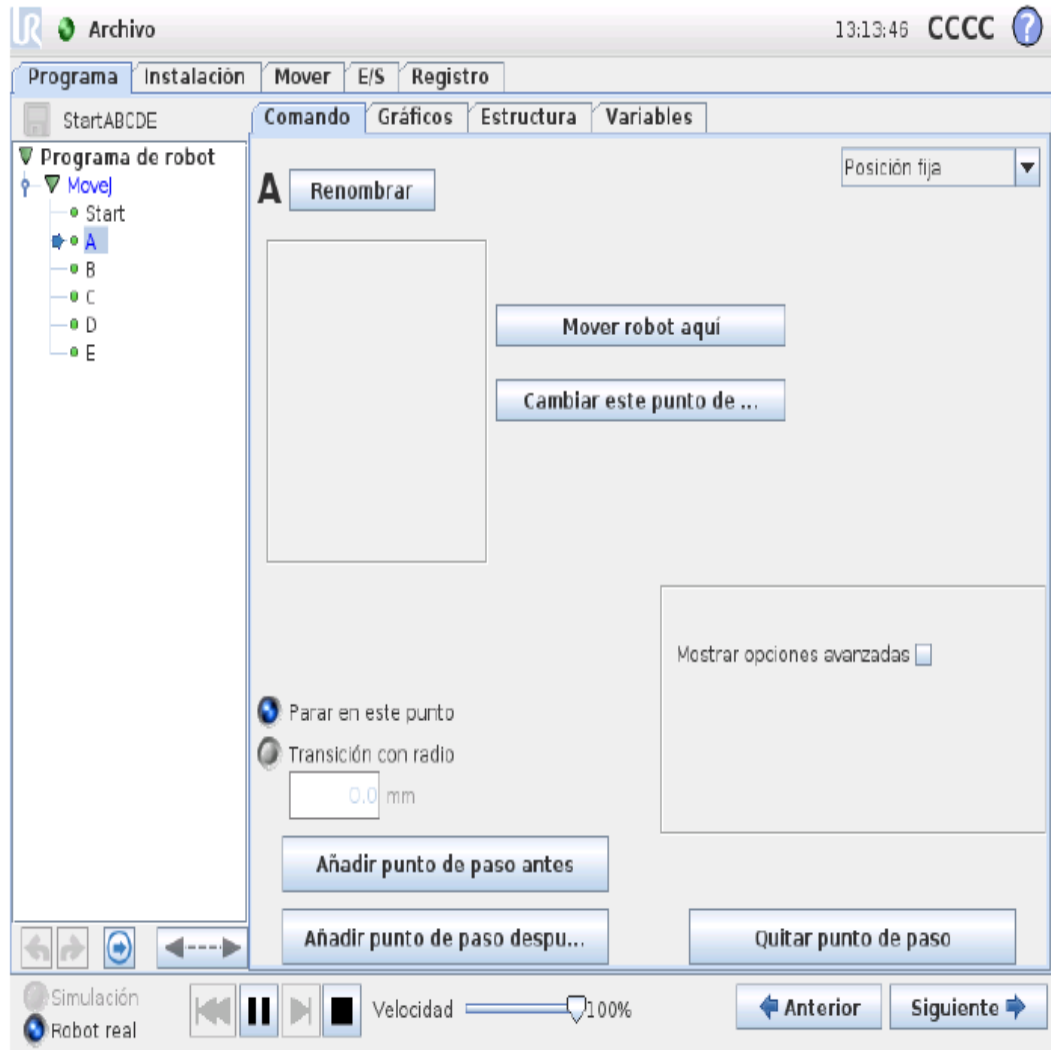 UR Archivo 13:13:46 CCCC ?
Programa Instalación Mover E/S Registro
StartABCDE
Comando Gráficos Estructura Variables
Programa de robot
MoveJ
Start
A
B
C
D
E
A Renombrar
Posición fija
Mover robot aquí
Cambiar este punto de ...
Mostrar opciones avanzadas
Parar en este punto
Transición con radio
0.0 mm
Añadir punto de paso antes
Añadir punto de paso despu...
Quitar punto de paso
Simulación
Robot real
Velocidad 100%
Anterior
Siguiente